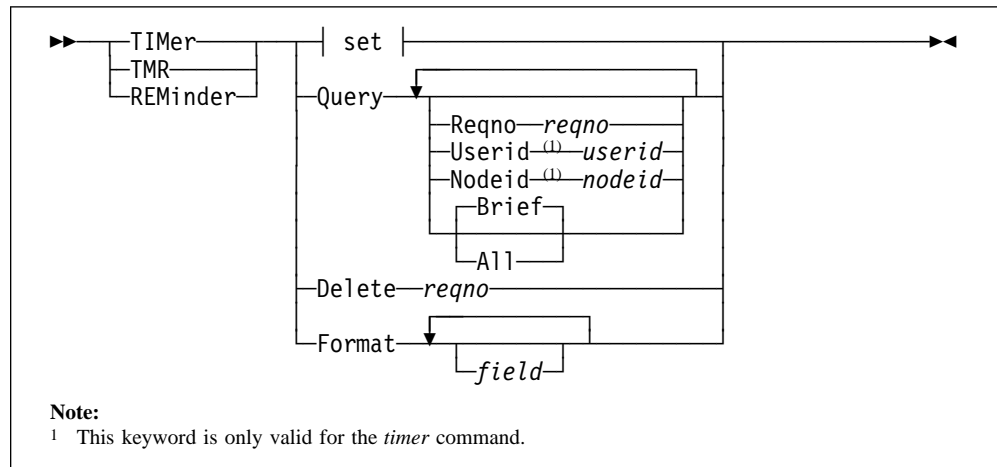 TIMer set
TMR
REMinder Query
Reqno reqno
Userid (1) userid
Nodeid (1) nodeid
Brief
All
Delete reqno
Format
field
Note:
1 This keyword is only valid for the timer command.